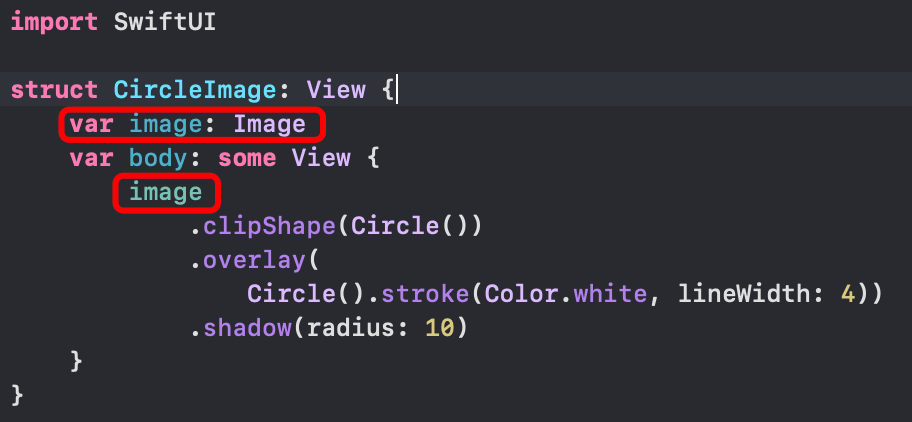 import SwiftUI
struct CircleImage: View {
var image: Image
var body: some View {
image
.clipShape(Circle())
.overlay(
Circle().stroke(Color.white, lineWidth: 4))
.shadow(radius: 10)
}
}